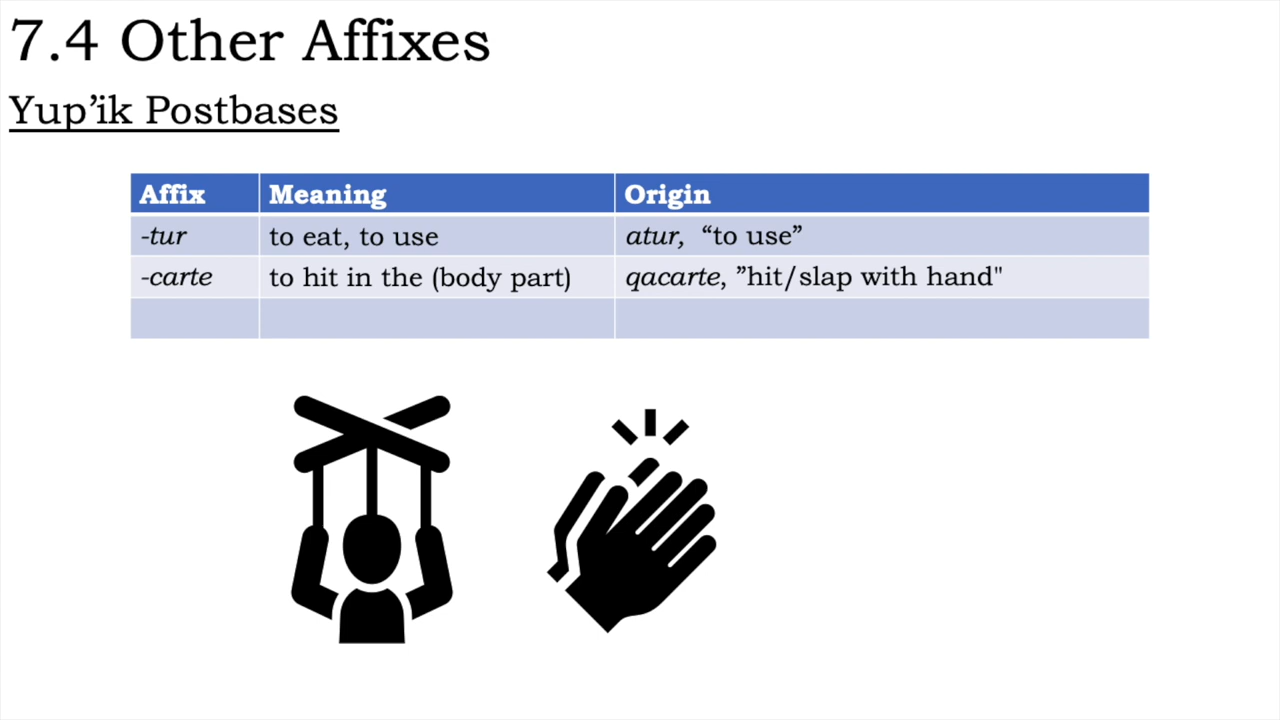 7.4 Other Affixes
Yup’ik Postbases
Affix Meaning Origin
-tur to eat, to use atur, “to use”
-carte to hit in the (body part) qacarte, ”hit/slap with hand"